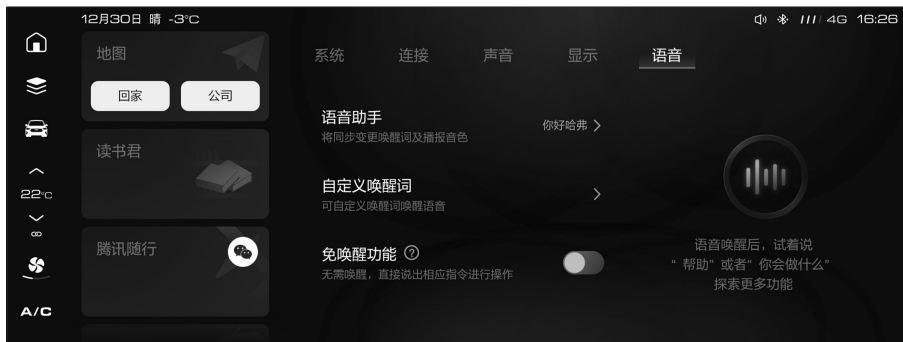 12月30日 晴 -3°C
4G 16:26
地图
回家
公司
读书君
腾讯随行
22°C
A/C
系统
连接
声音
显示
语音
语音助手
将同步变更唤醒词及播报音色
你好哈弗
自定义唤醒词
可自定义唤醒词唤醒语音
免唤醒功能
无需唤醒，直接说出相应指令进行操作
语音唤醒后，试着说
“帮助”或者“你会做什么”
探索更多功能